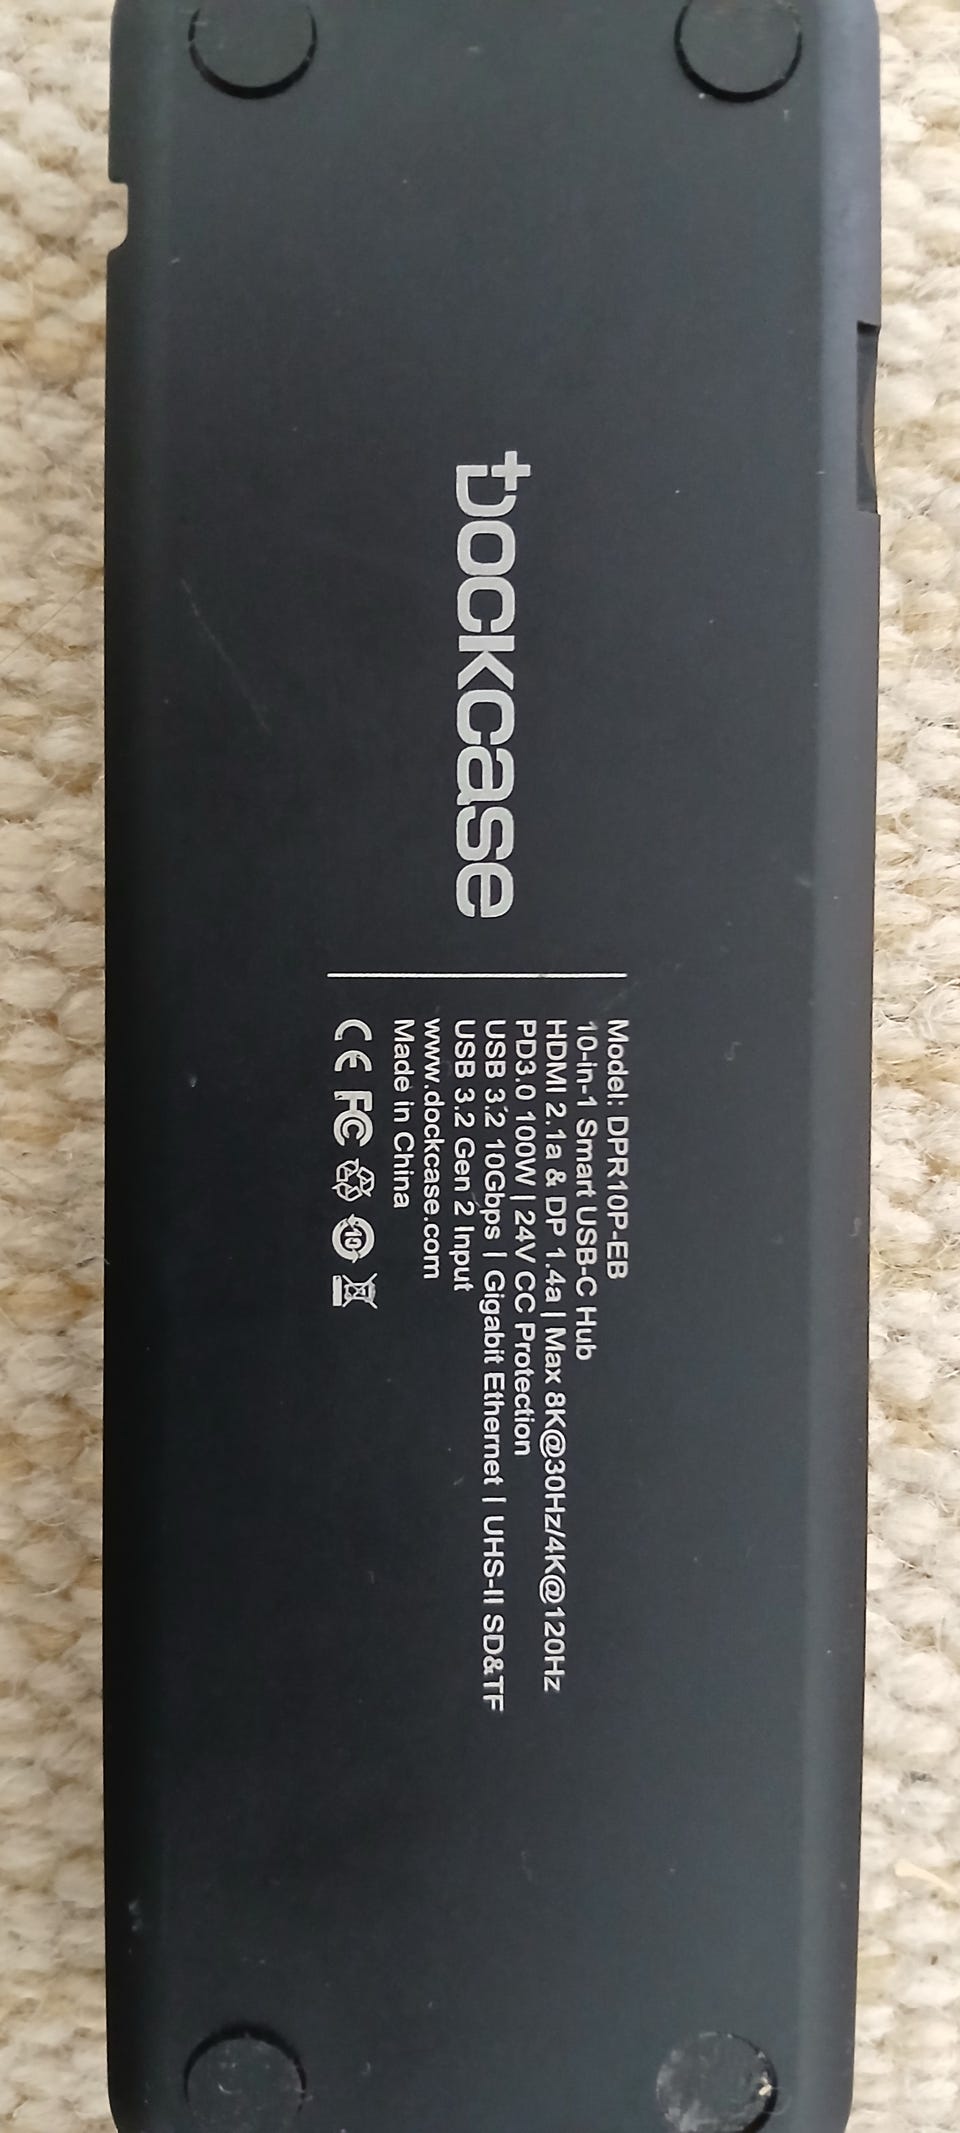 Dockcase
Model: DPR10P-EB
10-in-1 Smart USB-C Hub
HDMI 2.1a & DP 1.4a | Max 8K@30Hz/4K@120Hz
PD3.0 100W | 24V CC Protection
USB 3.2 10Gbps | Gigabit Ethernet | UHS-II SD&TF
USB 3.2 Gen 2 Input
www.dockcase.com
Made in China
CE FC 10